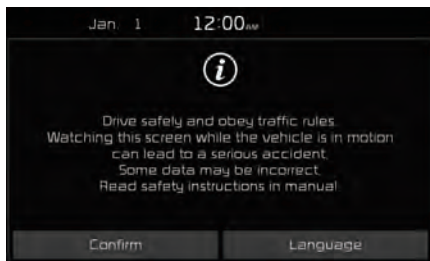 Jan. 1 12:00AM
Drive safely and obey traffic rules.
Watching this screen while the vehicle is in motion
can lead to a serious accident.
Some data may be incorrect.
Read safety instructions in manual.
Confirm Language